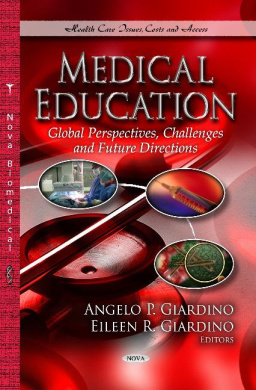 Health Care Issues, Costs and Access
MEDICAL
EDUCATION
Global Perspectives, Challenges
and Future Directions
ANGELO P. GIARDINO
EILEEN R. GIARDINO
EDITORS
NOVA
Nova Biomedical